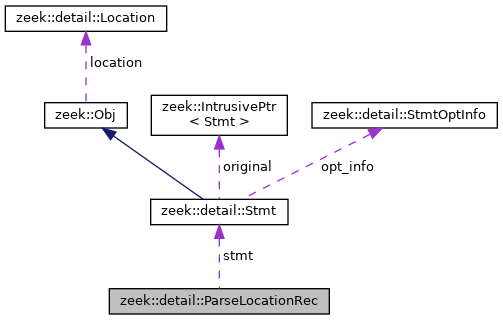 zeek::detail::Location
location
zeek::Obj
zeek::IntrusivePtr
< Stmt >
zeek::detail::StmtOptInfo
original
opt_info
zeek::detail::Stmt
stmt
zeek::detail::ParseLocationRec